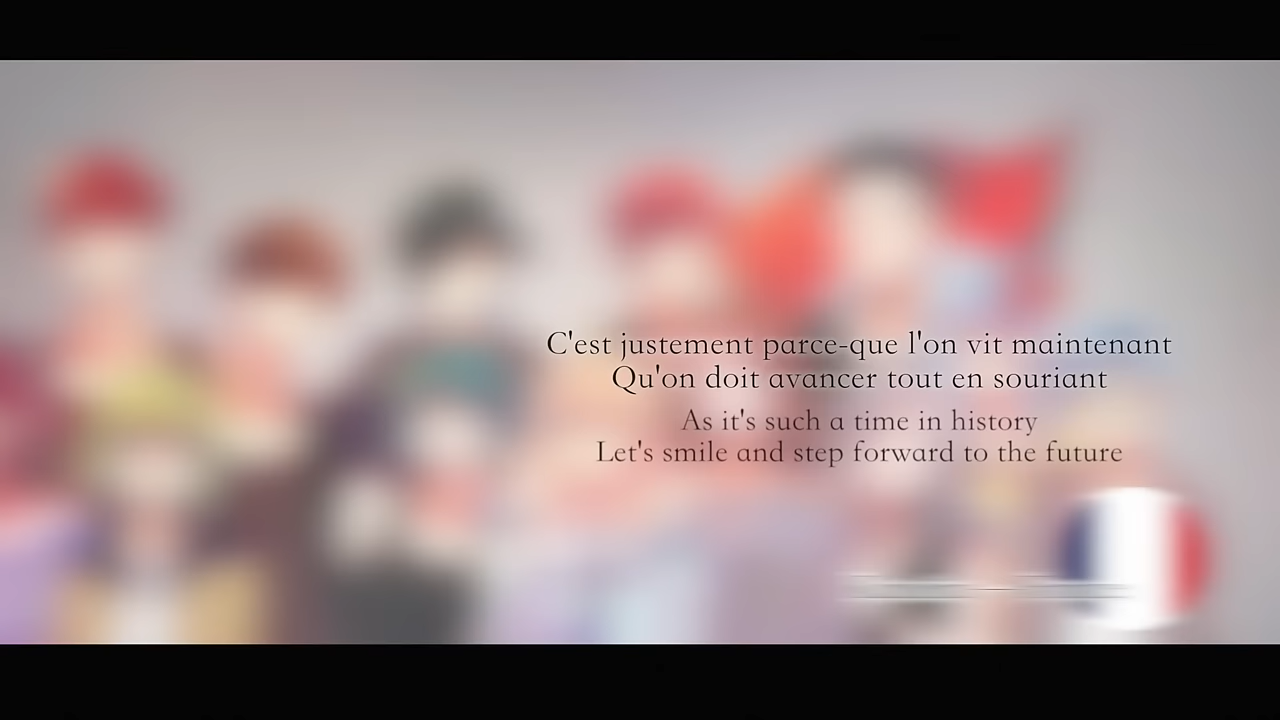 C'est justement parce-que l'on vit maintenant
Qu'on doit avancer tout en souriant
As it's such a time in history
Let's smile and step forward to the future